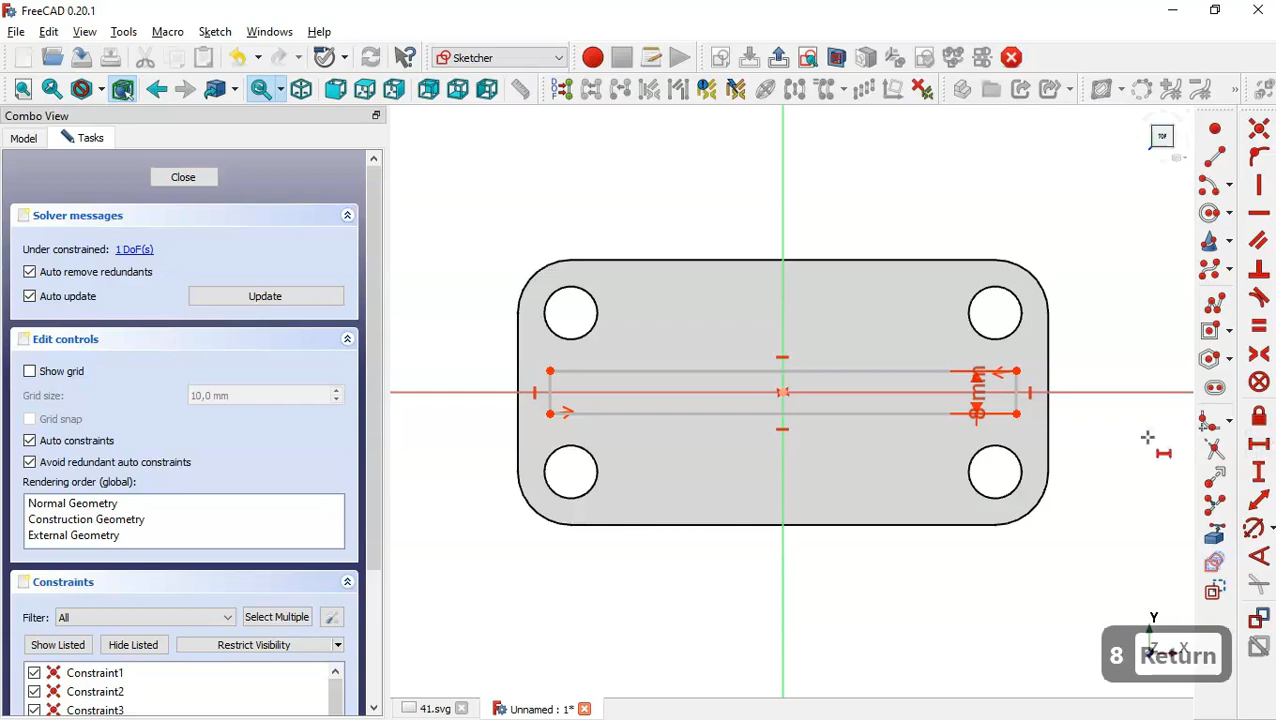 FreeCAD 0.20.1
File Edit View Tools Macro Sketch Windows Help
Sketcher
Combo View
Model Tasks
Close
Solver messages
Under constrained: 1 DoF(s)
Auto remove redundants
Auto update Update
Edit controls
Show grid
Grid size: 10,0 mm
Grid snap
Auto constraints
Avoid redundant auto constraints
Rendering order (global):
Normal Geometry
Construction Geometry
External Geometry
Constraints
Filter: All Select Multiple
Show Listed Hide Listed Restrict Visibility
Constraint1
Constraint2
Constraint3
TOP
8 mm
Y
Z X
8 Return
41.svg Unnamed : 1*